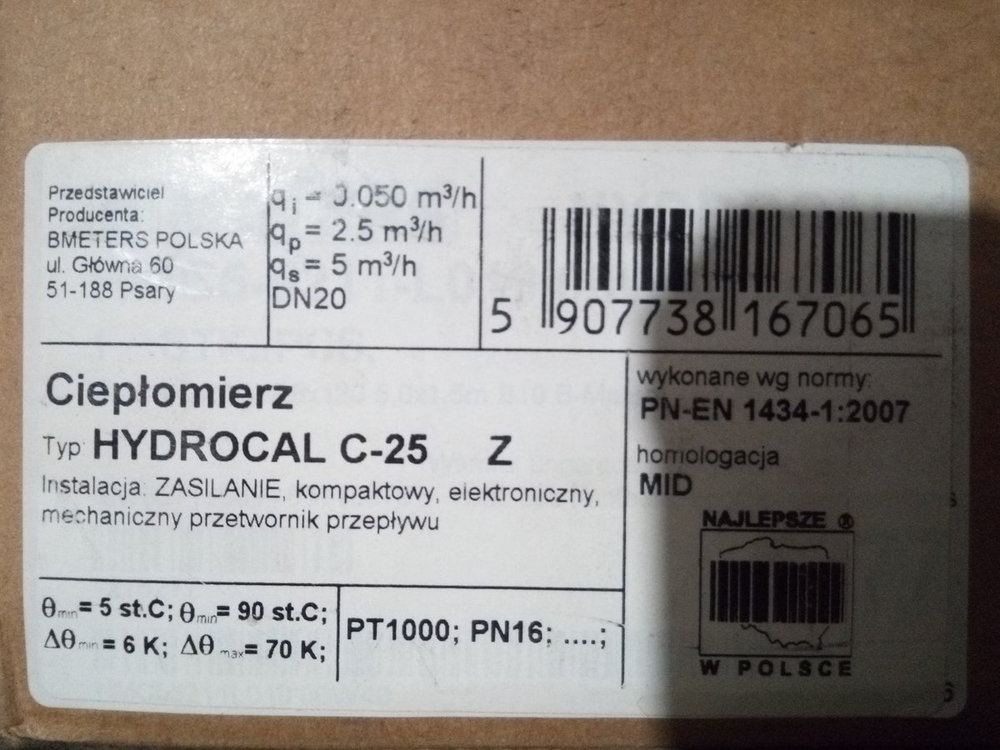 Przedstawiciel
Producenta:
BMETERS POLSKA
ul. Główna 60
51-188 Psary
qi = 0.050 m³/h
qp = 2.5 m³/h
qs = 5 m³/h
DN20
5 907738 167065
Ciepłomierz
Typ HYDROCAL C-25 Z
Instalacja: ZASILANIE, kompaktowy, elektroniczny,
mechaniczny przetwornik przepływu
wykonane wg normy:
PN-EN 1434-1:2007
homologacja
MID
NAJLEPSZE ®
W POLSCE
θmin= 5 st.C; θmin= 90 st.C;
Δθmin= 6 K; Δθmax= 70 K;
PT1000; PN16; ....;